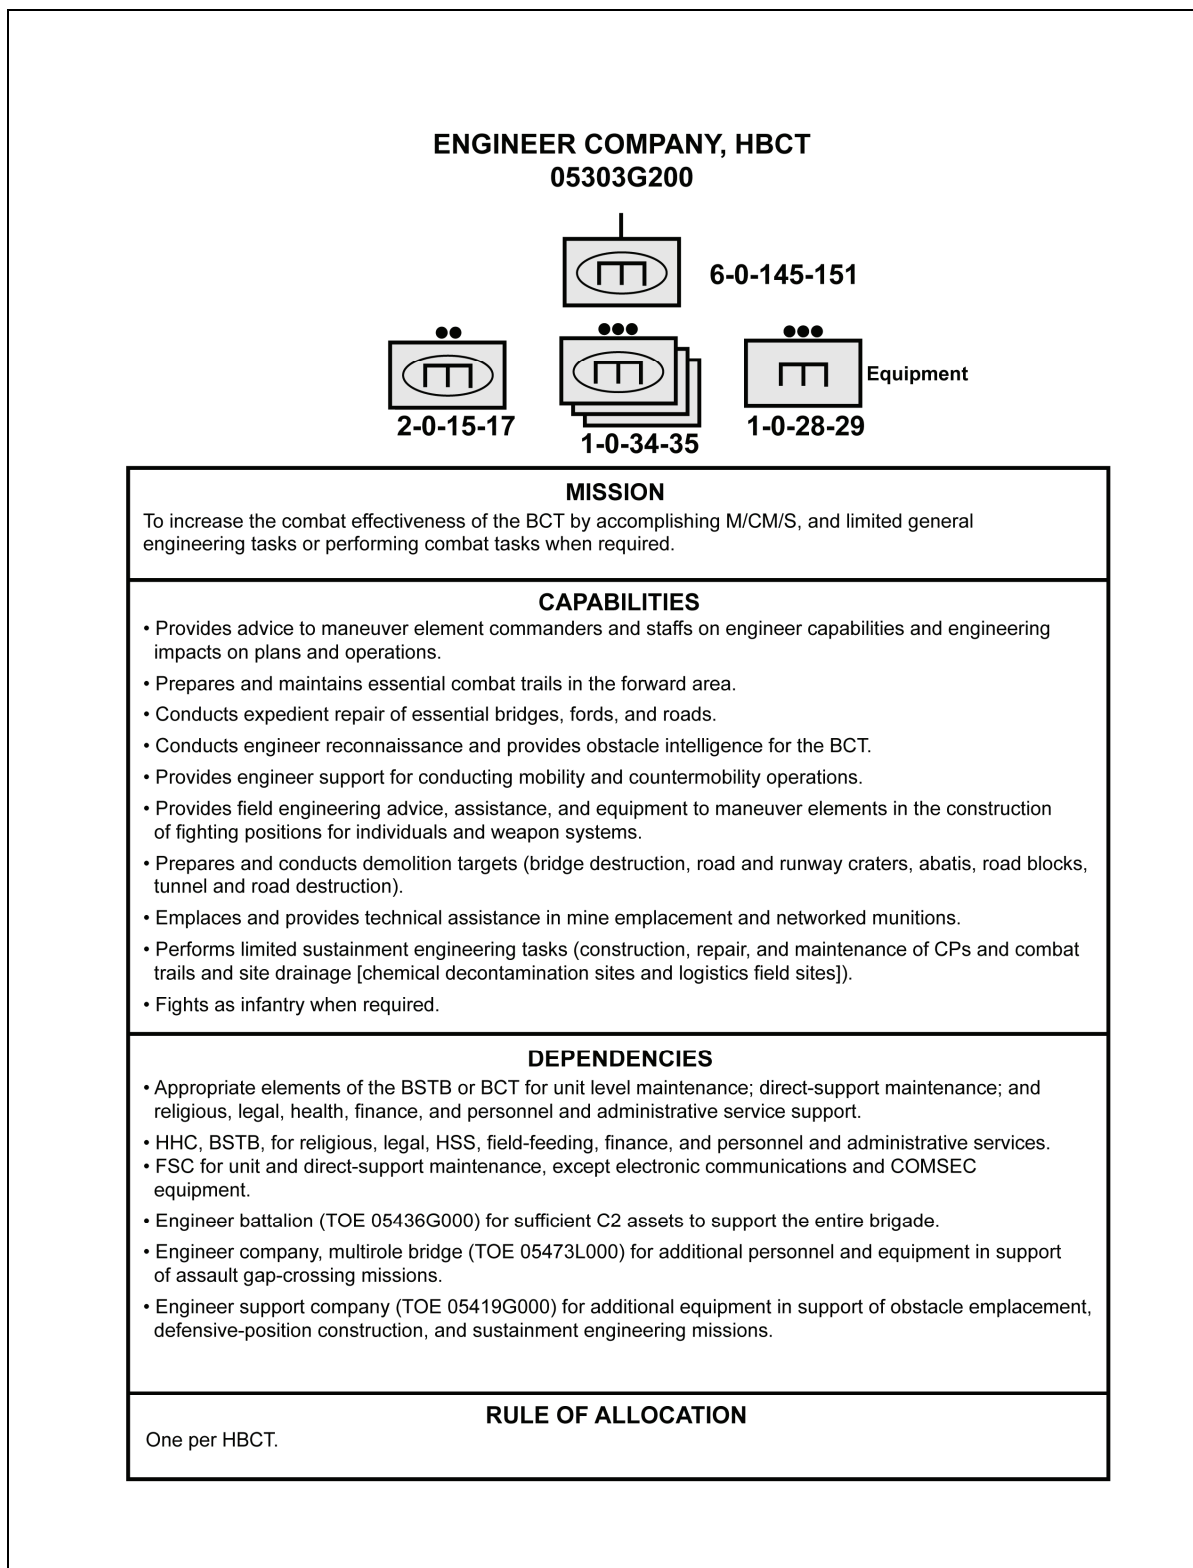 ENGINEER COMPANY, HBCT
05303G200
6-0-145-151
Equipment
2-0-15-17
1-0-34-35
1-0-28-29
MISSION
To increase the combat effectiveness of the BCT by accomplishing M/CM/S, and limited general
engineering tasks or performing combat tasks when required.
CAPABILITIES
• Provides advice to maneuver element commanders and staffs on engineer capabilities and engineering
impacts on plans and operations.
• Prepares and maintains essential combat trails in the forward area.
• Conducts expedient repair of essential bridges, fords, and roads.
• Conducts engineer reconnaissance and provides obstacle intelligence for the BCT.
• Provides engineer support for conducting mobility and countermobility operations.
• Provides field engineering advice, assistance, and equipment to maneuver elements in the construction
of fighting positions for individuals and weapon systems.
• Prepares and conducts demolition targets (bridge destruction, road and runway craters, abatis, road blocks,
tunnel and road destruction).
• Emplaces and provides technical assistance in mine emplacement and networked munitions.
• Performs limited sustainment engineering tasks (construction, repair, and maintenance of CPs and combat
trails and site drainage [chemical decontamination sites and logistics field sites]).
• Fights as infantry when required.
DEPENDENCIES
• Appropriate elements of the BSTB or BCT for unit level maintenance; direct-support maintenance; and
religious, legal, health, finance, and personnel and administrative service support.
• HHC, BSTB, for religious, legal, HSS, field-feeding, finance, and personnel and administrative services.
• FSC for unit and direct-support maintenance, except electronic communications and COMSEC
equipment.
• Engineer battalion (TOE 05436G000) for sufficient C2 assets to support the entire brigade.
• Engineer company, multirole bridge (TOE 05473L000) for additional personnel and equipment in support
of assault gap-crossing missions.
• Engineer support company (TOE 05419G000) for additional equipment in support of obstacle emplacement,
defensive-position construction, and sustainment engineering missions.
RULE OF ALLOCATION
One per HBCT.